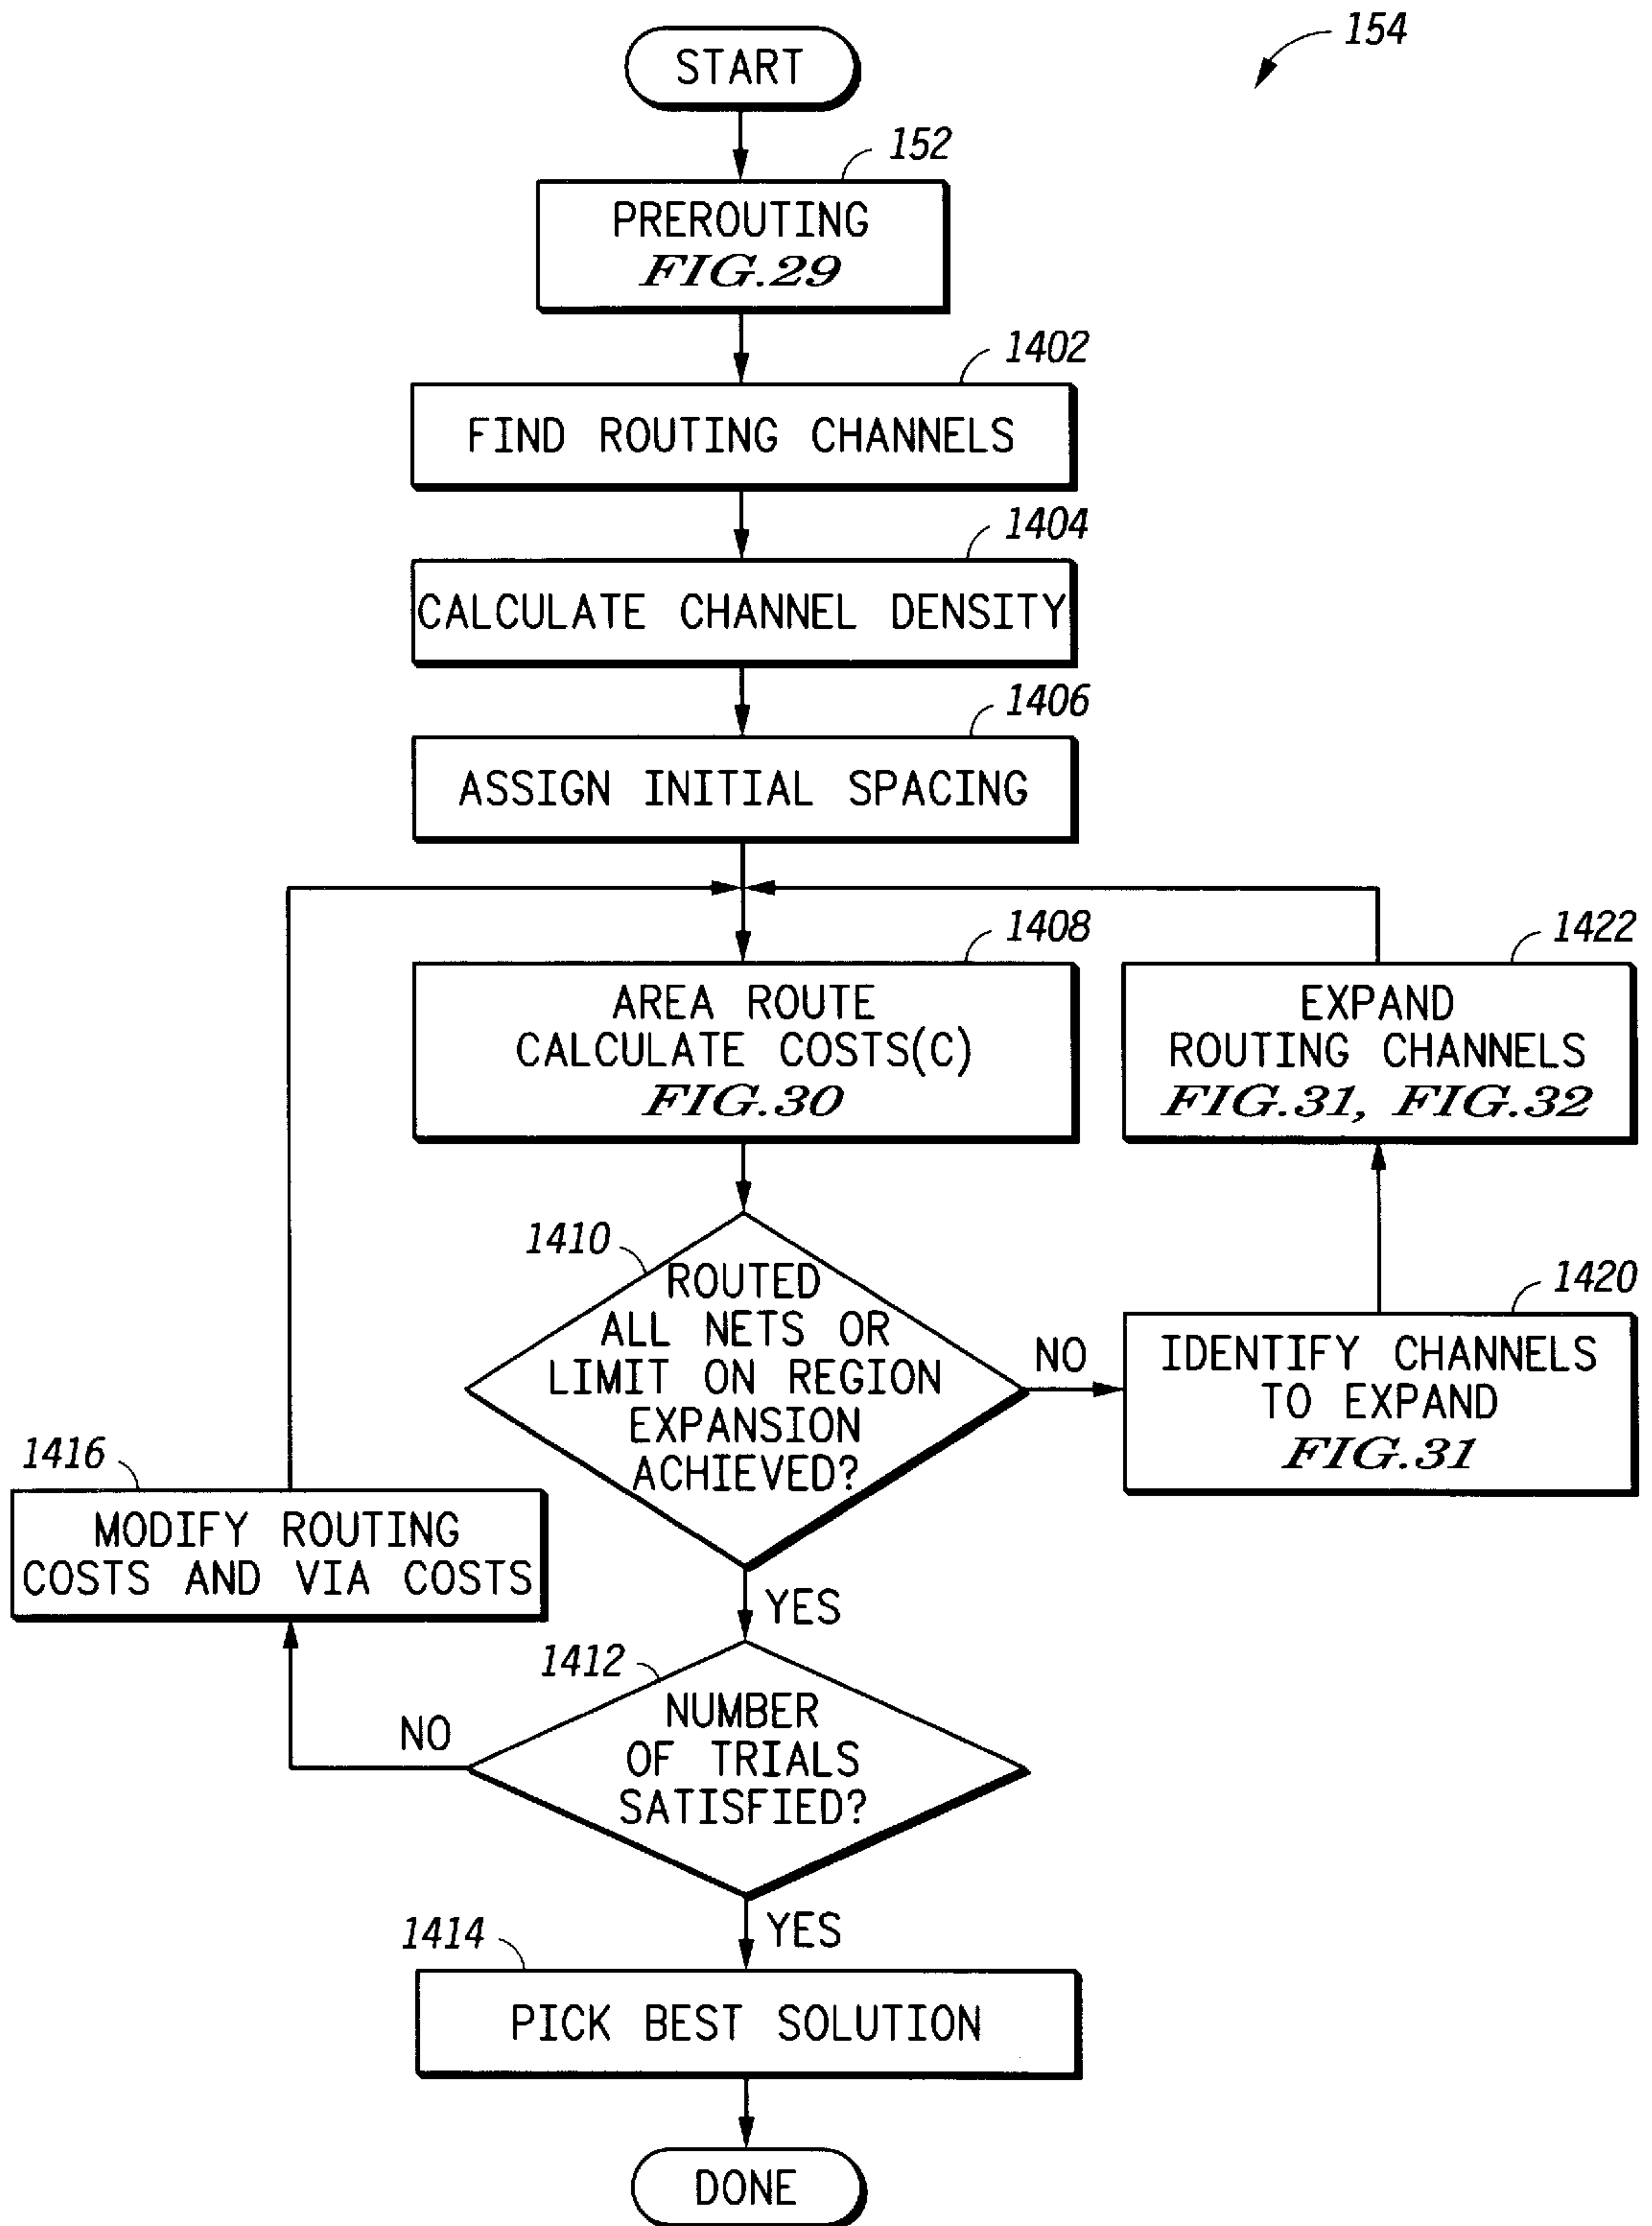 154
START
152
PREROUTING
FIG.29
1402
FIND ROUTING CHANNELS
1404
CALCULATE CHANNEL DENSITY
1406
ASSIGN INITIAL SPACING
1408
AREA ROUTE
CALCULATE COSTS(C)
FIG.30
1422
EXPAND
ROUTING CHANNELS
FIG.31, FIG.32
1410
ROUTED
ALL NETS OR
LIMIT ON REGION
EXPANSION
ACHIEVED?
NO
1420
IDENTIFY CHANNELS
TO EXPAND
FIG.31
1416
MODIFY ROUTING
COSTS AND VIA COSTS
YES
1412
NUMBER
OF TRIALS
SATISFIED?
NO
YES
1414
PICK BEST SOLUTION
DONE